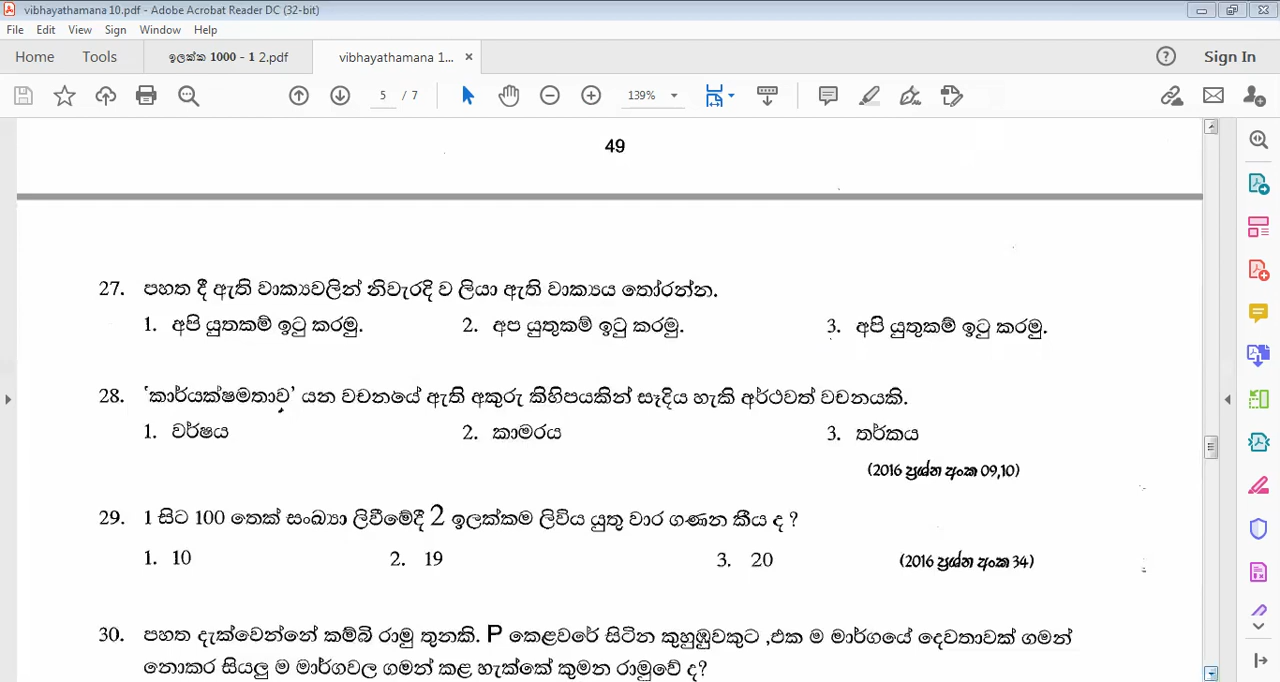 vibhayathamana 10.pdf - Adobe Acrobat Reader DC (32-bit)
File Edit View Sign Window Help
Home Tools ඉලක්ක 1000 - 1 2.pdf vibhayathamana 1... × Sign In
5 / 7 139%
49
27. පහත දී ඇති වාක්‍යවලින් නිවැරදි ව ලියා ඇති වාක්‍යය තෝරන්න.
1. අපි යුතකම් ඉටු කරමු. 2. අප යුතුකම් ඉටු කරමු. 3. අපි යුතුකම් ඉටු කරමු.
28. 'කාර්යක්ෂමතාව' යන වචනයේ ඇති අකුරු කිහිපයකින් සෑදිය හැකි අර්ථවත් වචනයකි.
1. වර්ෂය 2. කාමරය 3. තර්කය
(2016 ප්‍රශ්න අංක 09,10)
29. 1 සිට 100 තෙක් සංඛ්‍යා ලිවීමේදී 2 ඉලක්කම ලිවිය යුතු වාර ගණන කීය ද ?
1. 10 2. 19 3. 20 (2016 ප්‍රශ්න අංක 34)
30. පහත දැක්වෙන්නේ කම්බි රාමු තුනකි. P කෙළවරේ සිටින කුහුඹුවකුට ,එක ම මාර්ගයේ දෙවතාවක් ගමන්
නොකර සියලු ම මාර්ගවල ගමන් කළ හැක්කේ කුමන රාමුවේ ද?